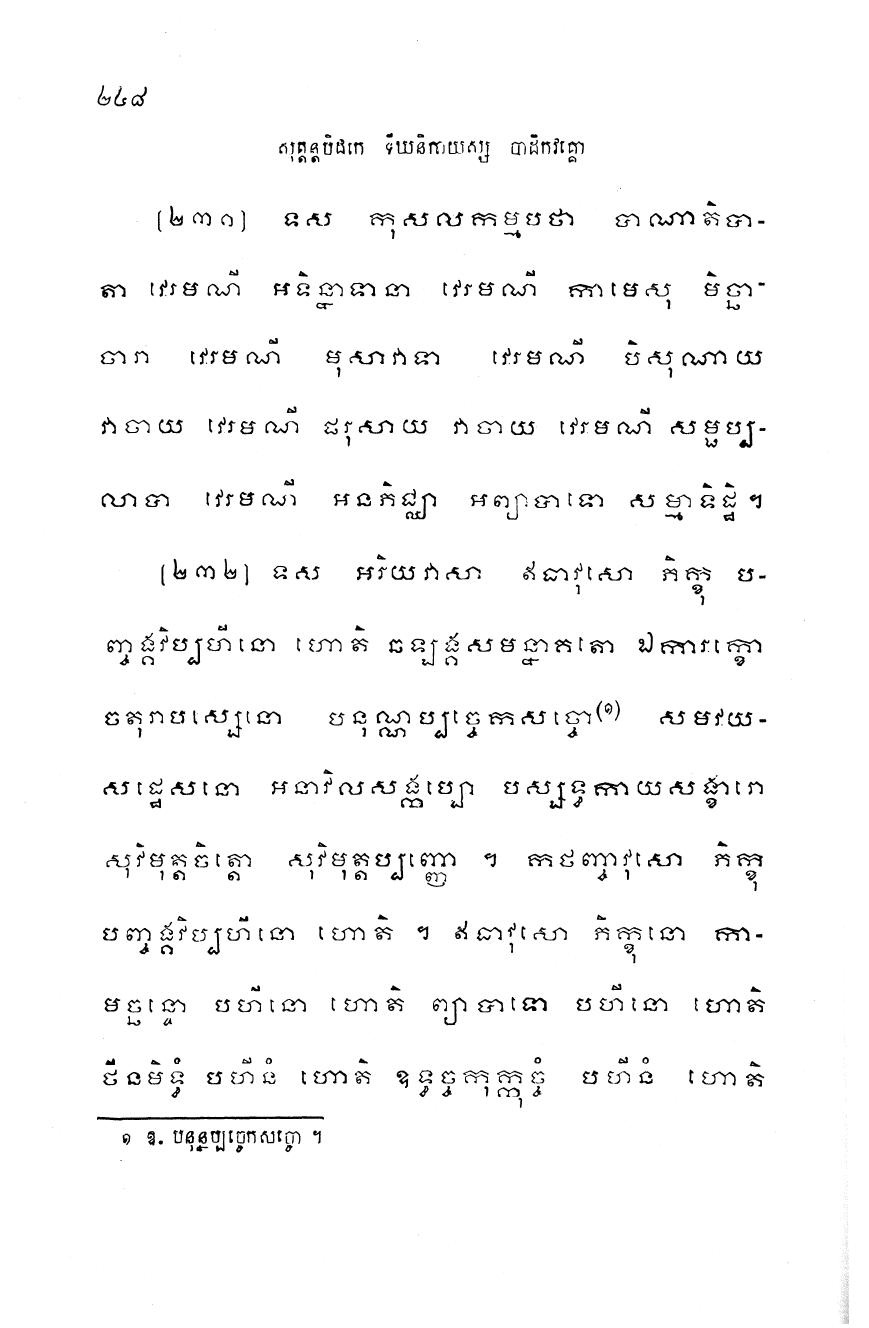 ២៤៨
សុត្តន្តបិដកេ ទីឃនិកាយស្ស បាដិកវគ្គោ
[២៣១] ទស កុសលកម្មបថា បាណាតិបា-
តា វេរមណី អទិន្នាទានា វេរមណី កាមេសុ មិច្ឆា-
ចារា វេរមណី មុសាវាទា វេរមណី បិសុណាយ
វាចាយ វេរមណី ផរុសាយ វាចាយ វេរមណី សម្ផប្ប-
លាបា វេរមណី អនភិជ្ឈា អព្យាបាទោ សម្មាទិដ្ឋិ ។
[២៣២] ទស អរិយវាសា ឥធាវុសោ ភិក្ខុ ប-
ញ្ចង្គវិប្បហីនោ ហោតិ ឆឡង្គសមន្នាគតោ ឯការក្ខោ
ចតុរាបស្សេនោ បនុណ្ណប្បច្ចេកសច្ចោ(១) សមវយ-
សដ្ឋេសនោ អនាវិលសង្កប្បោ បស្សទ្ធកាយសង្ខារោ
សុវិមុត្តចិត្តោ សុវិមុត្តប្បញ្ញោ ។ កថញ្ចាវុសោ ភិក្ខុ
បញ្ចង្គវិប្បហីនោ ហោតិ ។ ឥធាវុសោ ភិក្ខុនោ កា-
មច្ឆន្ទោ បហីនោ ហោតិ ព្យាបាទោ បហីនោ ហោតិ
ថីនមិទ្ធំ បហីនំ ហោតិ ឧទ្ធច្ចកុក្កុច្ចំ បហីនំ ហោតិ
១ ឱ. បនុន្នប្បច្ចេកសច្ចោ ។